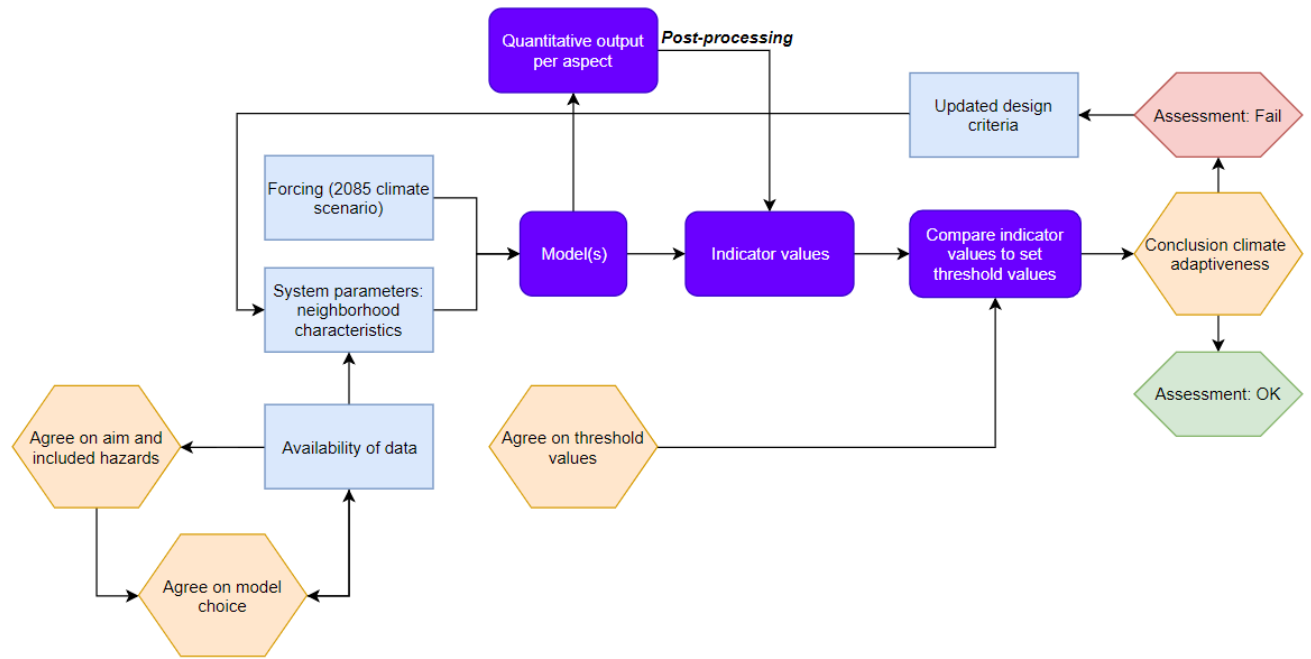 Quantitative output
per aspect
Post-processing
Updated design
criteria
Assessment: Fail
Forcing (2085 climate
scenario)
Model(s)
Indicator values
Compare indicator
values to set
threshold values
Conclusion climate
adaptiveness
System parameters:
neighborhood
characteristics
Assessment: OK
Agree on aim and
included hazards
Availability of data
Agree on threshold
values
Agree on model
choice